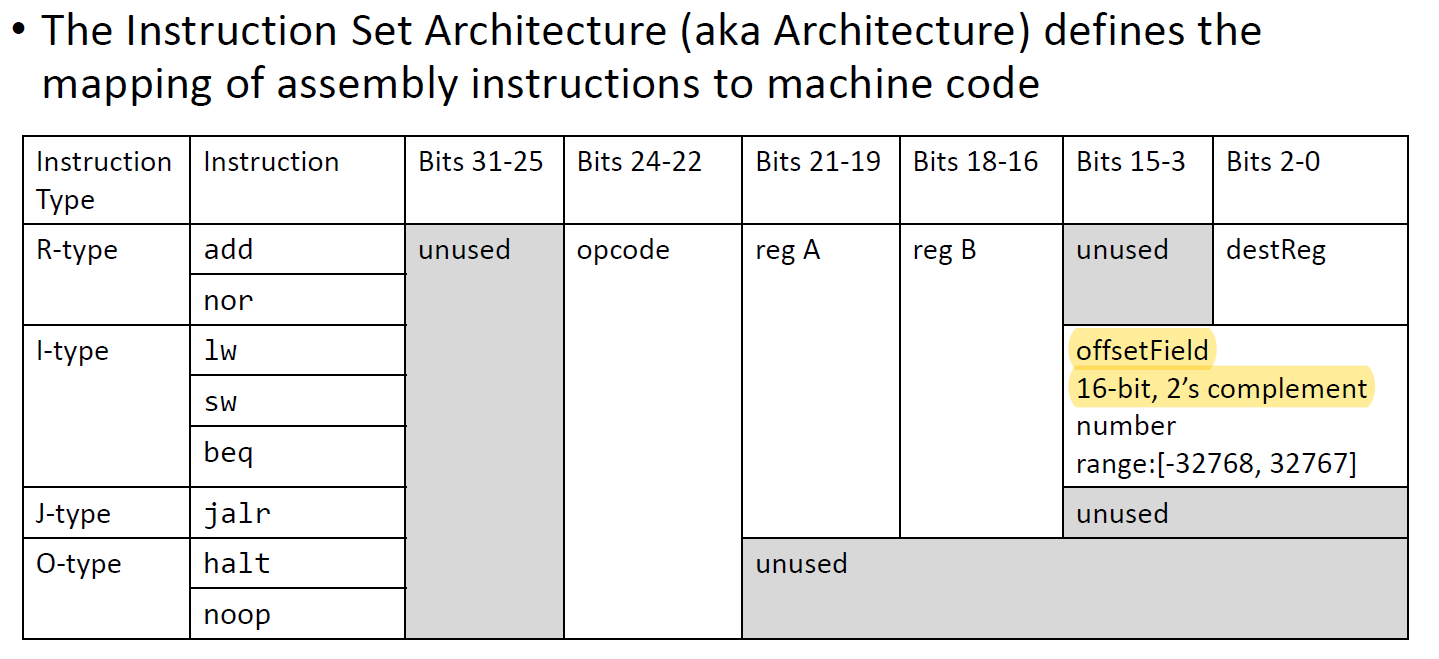 • The Instruction Set Architecture (aka Architecture) defines the
mapping of assembly instructions to machine code
Instruction Type Instruction Bits 31-25 Bits 24-22 Bits 21-19 Bits 18-16 Bits 15-3 Bits 2-0
R-type add unused opcode reg A reg B unused destReg
nor
I-type lw offsetField
16-bit, 2’s complement
sw
number
beq
range:[-32768, 32767]
J-type jalr unused
O-type halt unused
noop